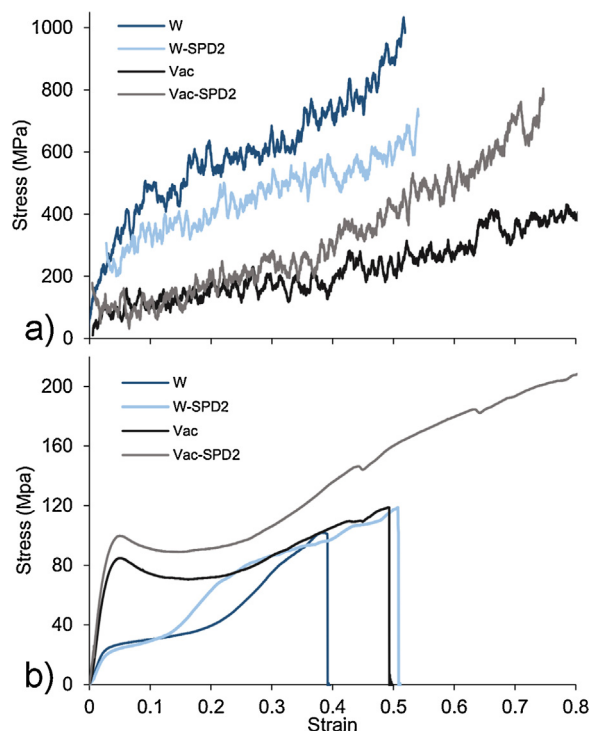 1000
800
600
400
200
0
Stress (MPa)
W
W-SPD2
Vac
Vac-SPD2
a)
200
160
120
80
40
0
Stress (Mpa)
W
W-SPD2
Vac
Vac-SPD2
b)
0 0.1 0.2 0.3 0.4 0.5 0.6 0.7 0.8
Strain